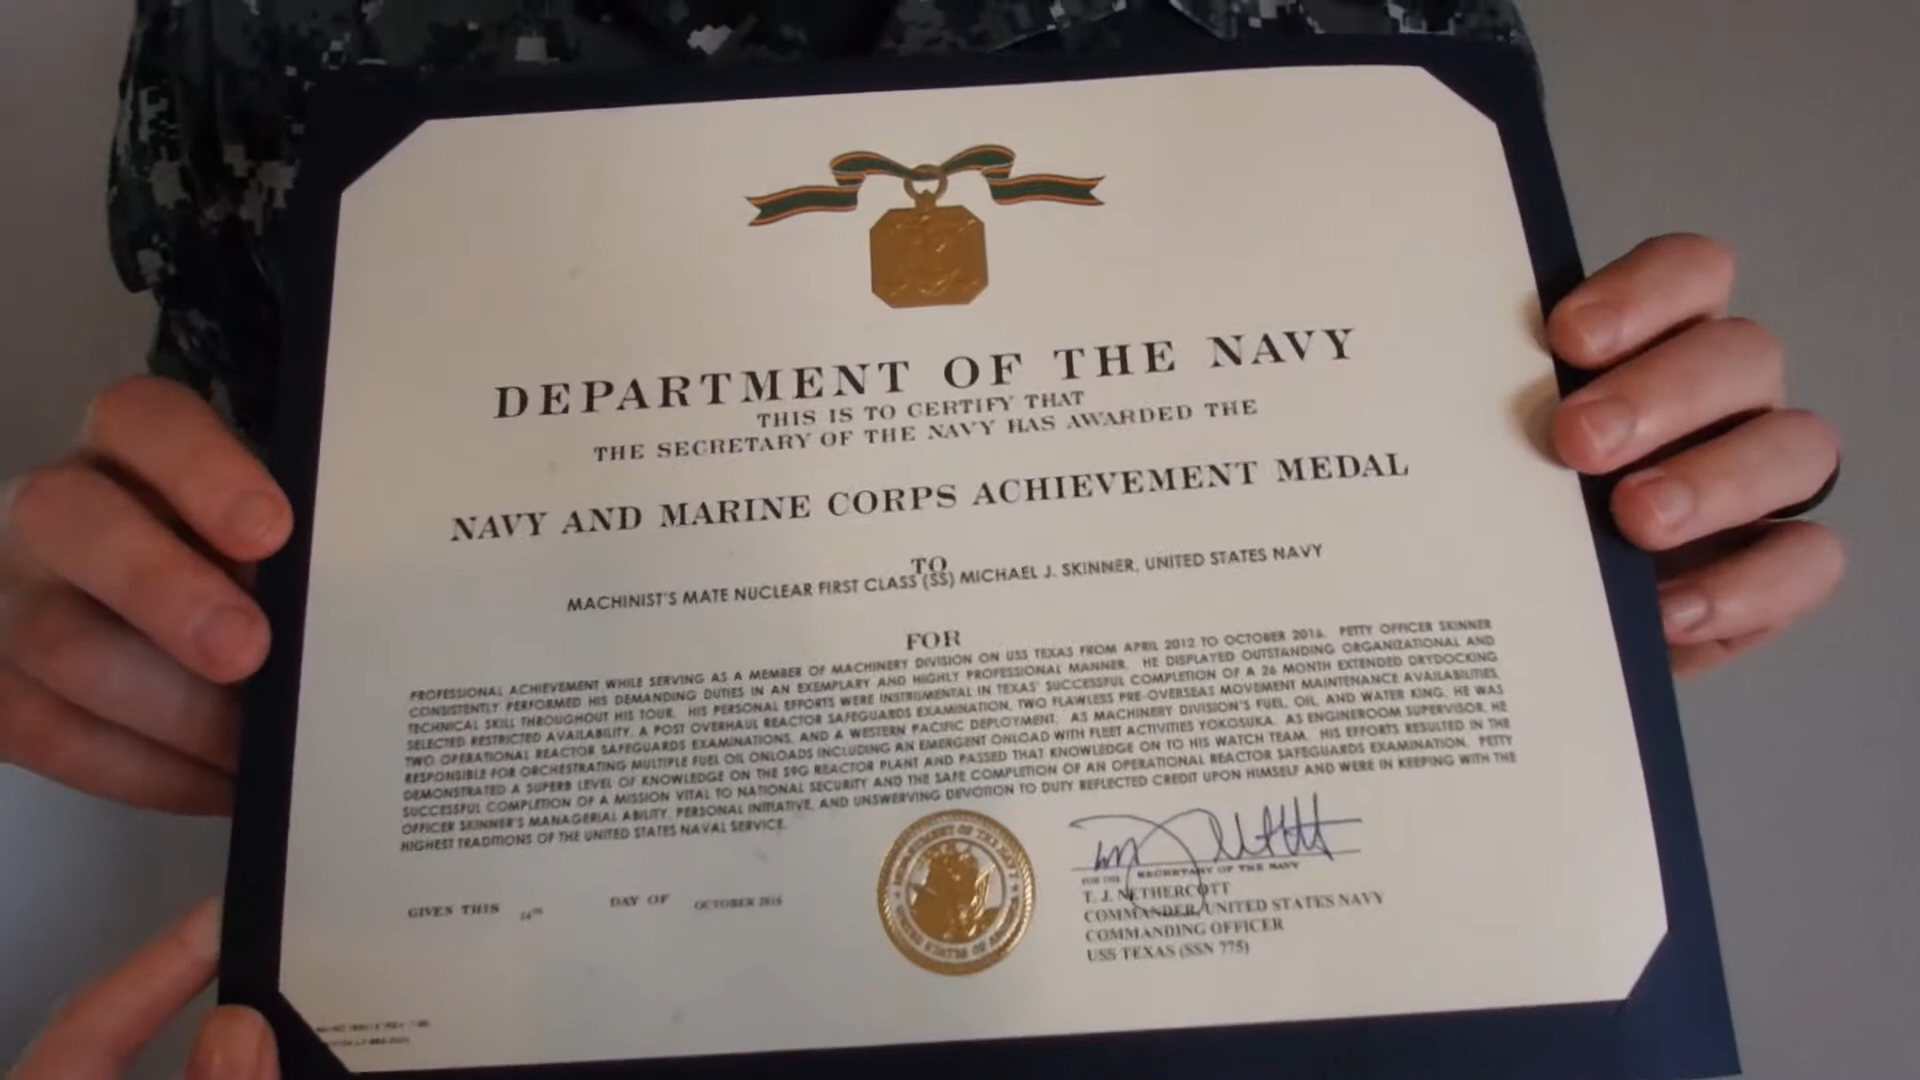 DEPARTMENT OF THE NAVY
THIS IS TO CERTIFY THAT
THE SECRETARY OF THE NAVY HAS AWARDED THE
NAVY AND MARINE CORPS ACHIEVEMENT MEDAL
TO
MACHINIST'S MATE NUCLEAR FIRST CLASS (SS) MICHAEL J. SKINNER, UNITED STATES NAVY
FOR
PROFESSIONAL ACHIEVEMENT WHILE SERVING AS A MEMBER OF MACHINERY DIVISION ON USS TEXAS FROM APRIL 2012 TO OCTOBER 2016. PETTY OFFICER SKINNER
CONSISTENTLY PERFORMED HIS DEMANDING DUTIES IN AN EXEMPLARY AND HIGHLY PROFESSIONAL MANNER. HE DISPLAYED OUTSTANDING ORGANIZATIONAL AND
TECHNICAL SKILL THROUGHOUT HIS TOUR. HIS PERSONAL EFFORTS WERE INSTRUMENTAL IN TEXAS' SUCCESSFUL COMPLETION OF A 26 MONTH EXTENDED DRYDOCKING
SELECTED RESTRICTED AVAILABILITY, A POST OVERHAUL REACTOR SAFEGUARDS EXAMINATION, TWO FLAWLESS PRE-OVERSEAS MOVEMENT MAINTENANCE AVAILABILITIES,
TWO OPERATIONAL REACTOR SAFEGUARDS EXAMINATIONS, AND A WESTERN PACIFIC DEPLOYMENT. AS MACHINERY DIVISION'S FUEL, OIL, AND WATER KING, HE WAS
RESPONSIBLE FOR ORCHESTRATING MULTIPLE FUEL OIL ONLOADS INCLUDING AN EMERGENT ONLOAD WITH FLEET ACTIVITIES YOKOSUKA. AS ENGINEROOM SUPERVISOR, HE
DEMONSTRATED A SUPERB LEVEL OF KNOWLEDGE ON THE S9G REACTOR PLANT AND PASSED THAT KNOWLEDGE ON TO HIS WATCH TEAM. HIS EFFORTS RESULTED IN THE
SUCCESSFUL COMPLETION OF A MISSION VITAL TO NATIONAL SECURITY AND THE SAFE COMPLETION OF AN OPERATIONAL REACTOR SAFEGUARDS EXAMINATION. PETTY
OFFICER SKINNER'S MANAGERIAL ABILITY, PERSONAL INITIATIVE, AND UNSWERVING DEVOTION TO DUTY REFLECTED CREDIT UPON HIMSELF AND WERE IN KEEPING WITH THE
HIGHEST TRADITIONS OF THE UNITED STATES NAVAL SERVICE.
GIVEN THIS 14TH DAY OF OCTOBER 2016
DEPARTMENT OF THE NAVY
UNITED STATES OF AMERICA
FOR THE SECRETARY OF THE NAVY
T. J. NETHERCOTT
COMMANDER, UNITED STATES NAVY
COMMANDING OFFICER
USS TEXAS (SSN 775)